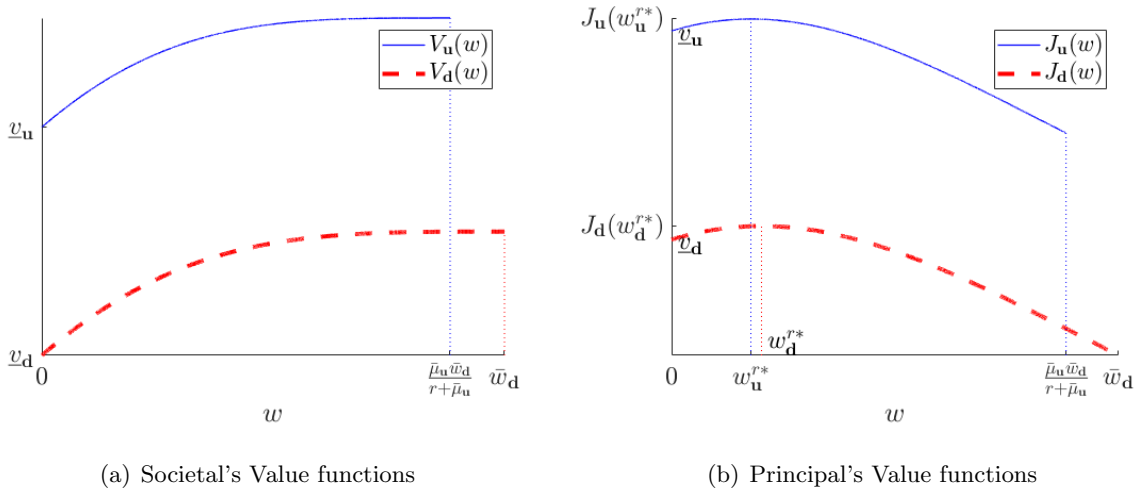 V_u(w)
V_d(w)
v_u
v_d
0
μ̄_u w̄_d / r+μ̄_u
w̄_d
w
(a) Societal's Value functions
J_u(w_u^{r*})
v_u
J_u(w)
J_d(w)
J_d(w_d^{r*})
v_d
w_d^{r*}
0
w_u^{r*}
μ̄_u w̄_d / r+μ̄_u
w̄_d
w
(b) Principal's Value functions